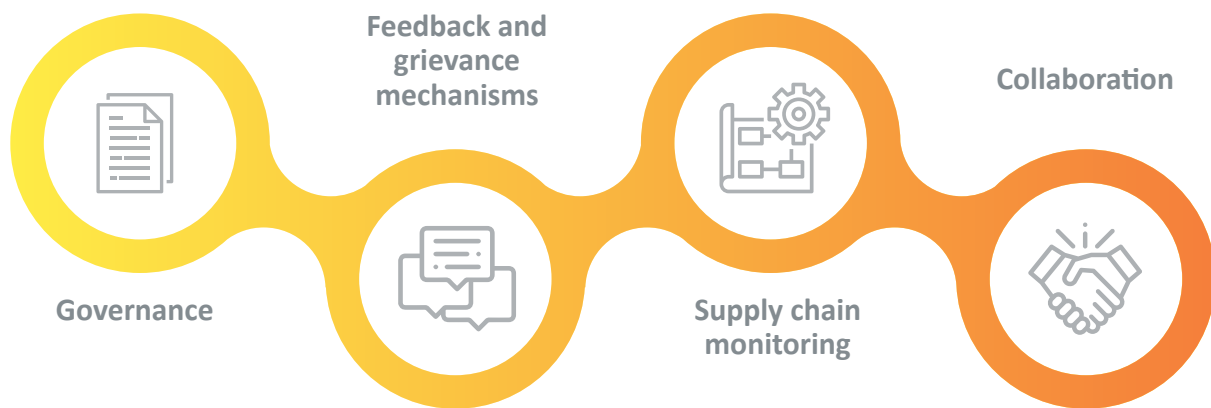 Governance
Feedback and
grievance
mechanisms
Supply chain
monitoring
Collaboration